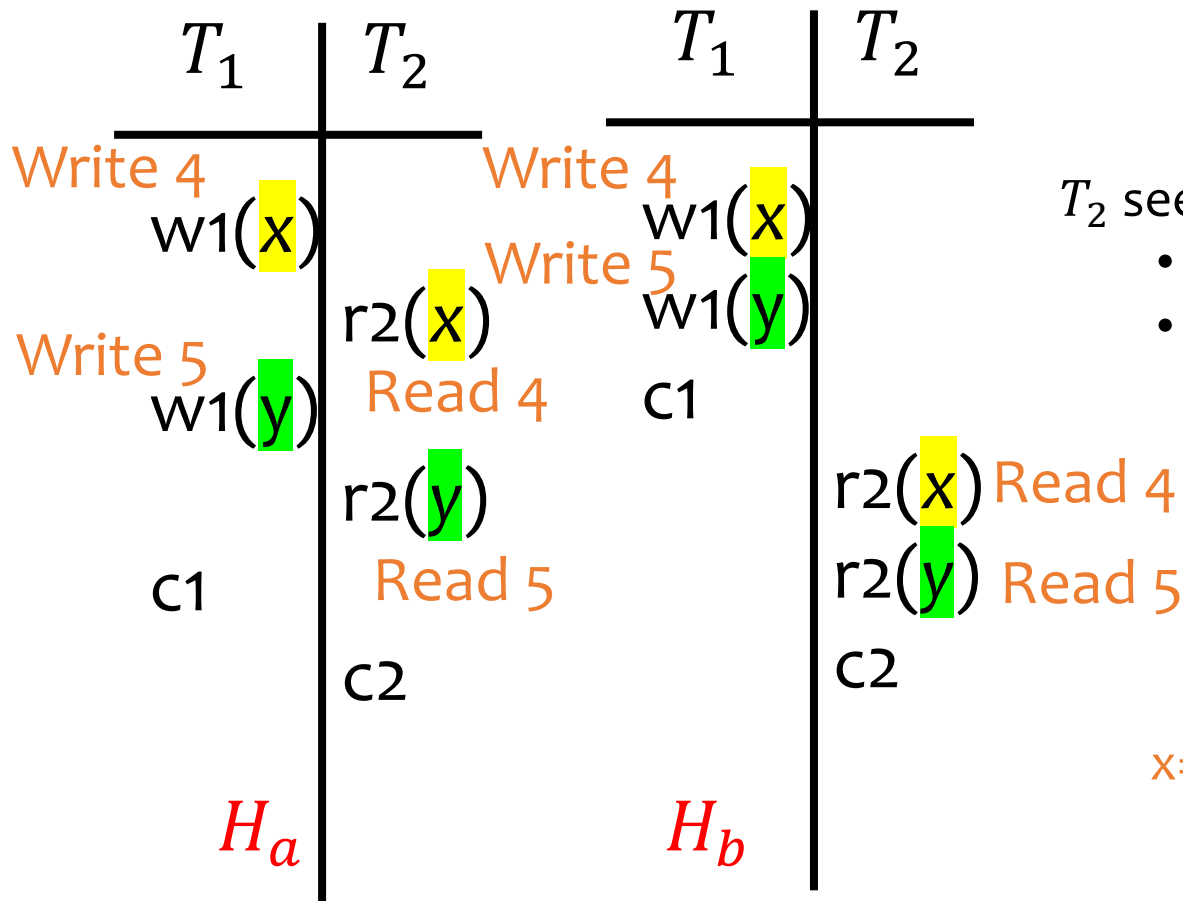 T₁ T₂
Write 4
w1(x)
r2(x)
Read 4
Write 5
w1(y)
r2(y)
Read 5
c1
c2
Hₐ
T₁ T₂
Write 4
w1(x)
Write 5
w1(y)
c1
r2(x) Read 4
r2(y) Read 5
c2
H_b
T₂ see
•
•
x=